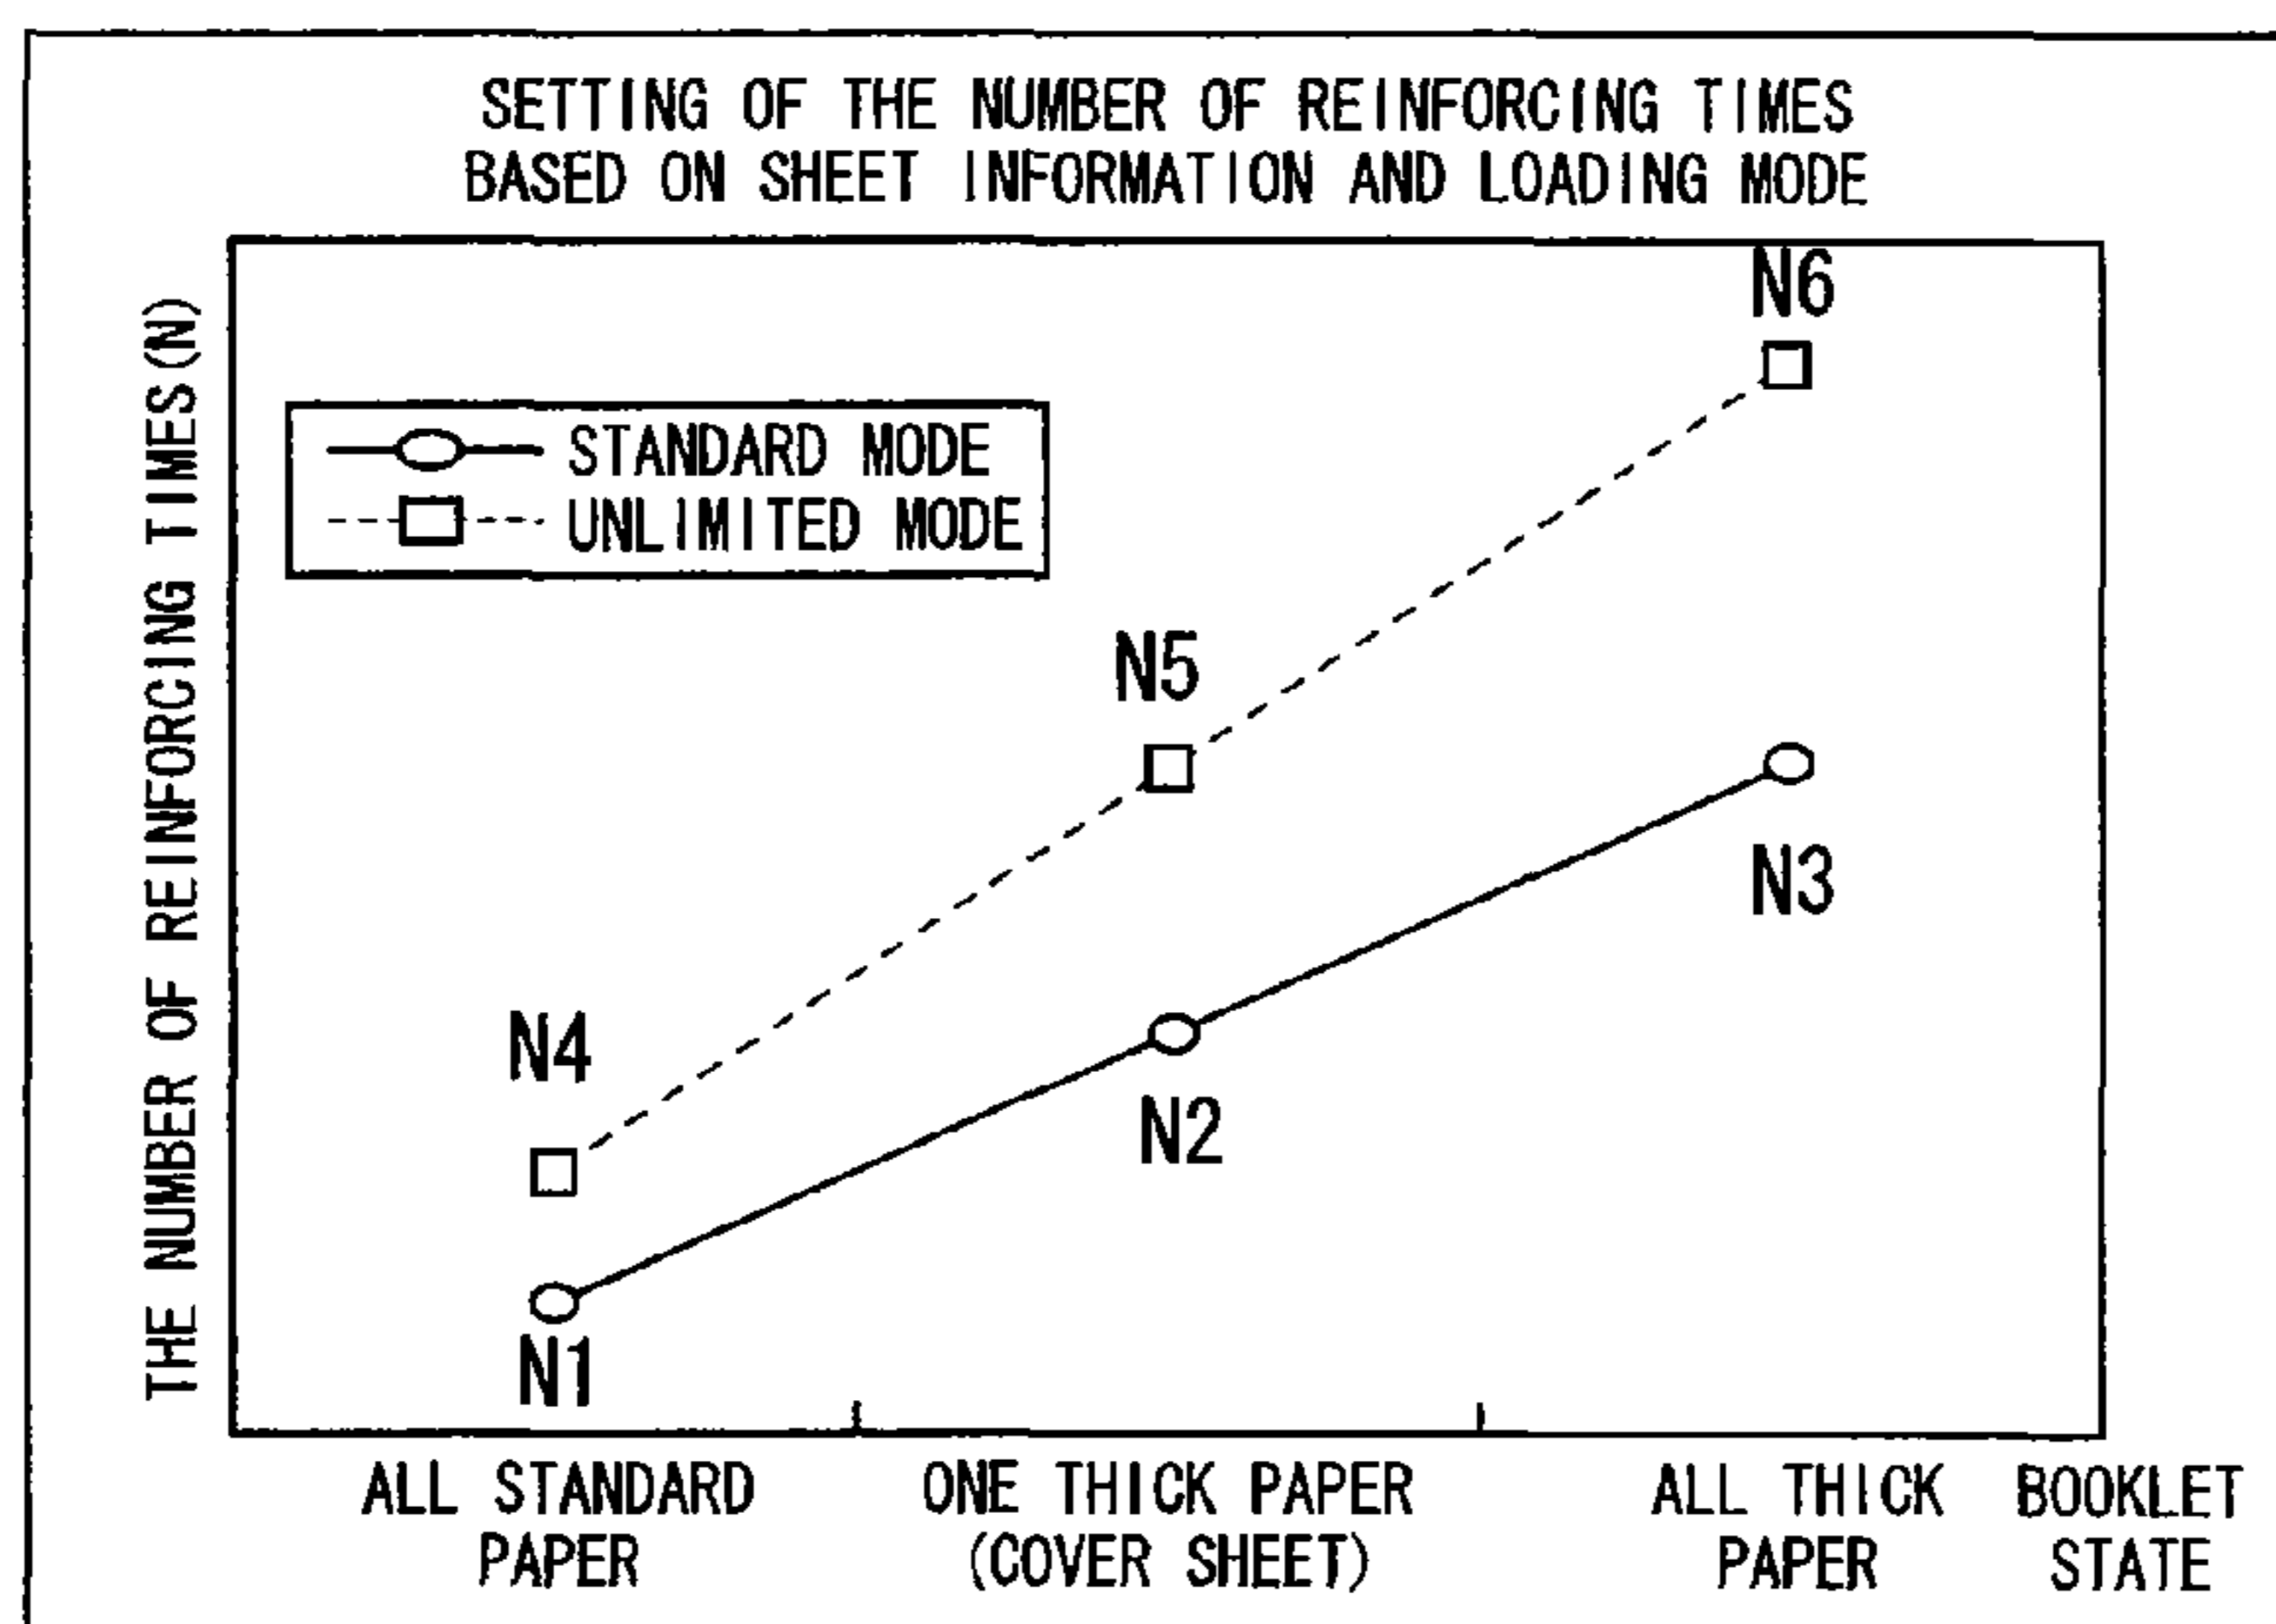 SETTING OF THE NUMBER OF REINFORCING TIMES
BASED ON SHEET INFORMATION AND LOADING MODE
THE NUMBER OF REINFORCING TIMES(N)
STANDARD MODE
UNLIMITED MODE
N6
N5
N3
N4
N2
N1
ALL STANDARD
PAPER
ONE THICK PAPER
(COVER SHEET)
ALL THICK
PAPER
BOOKLET
STATE